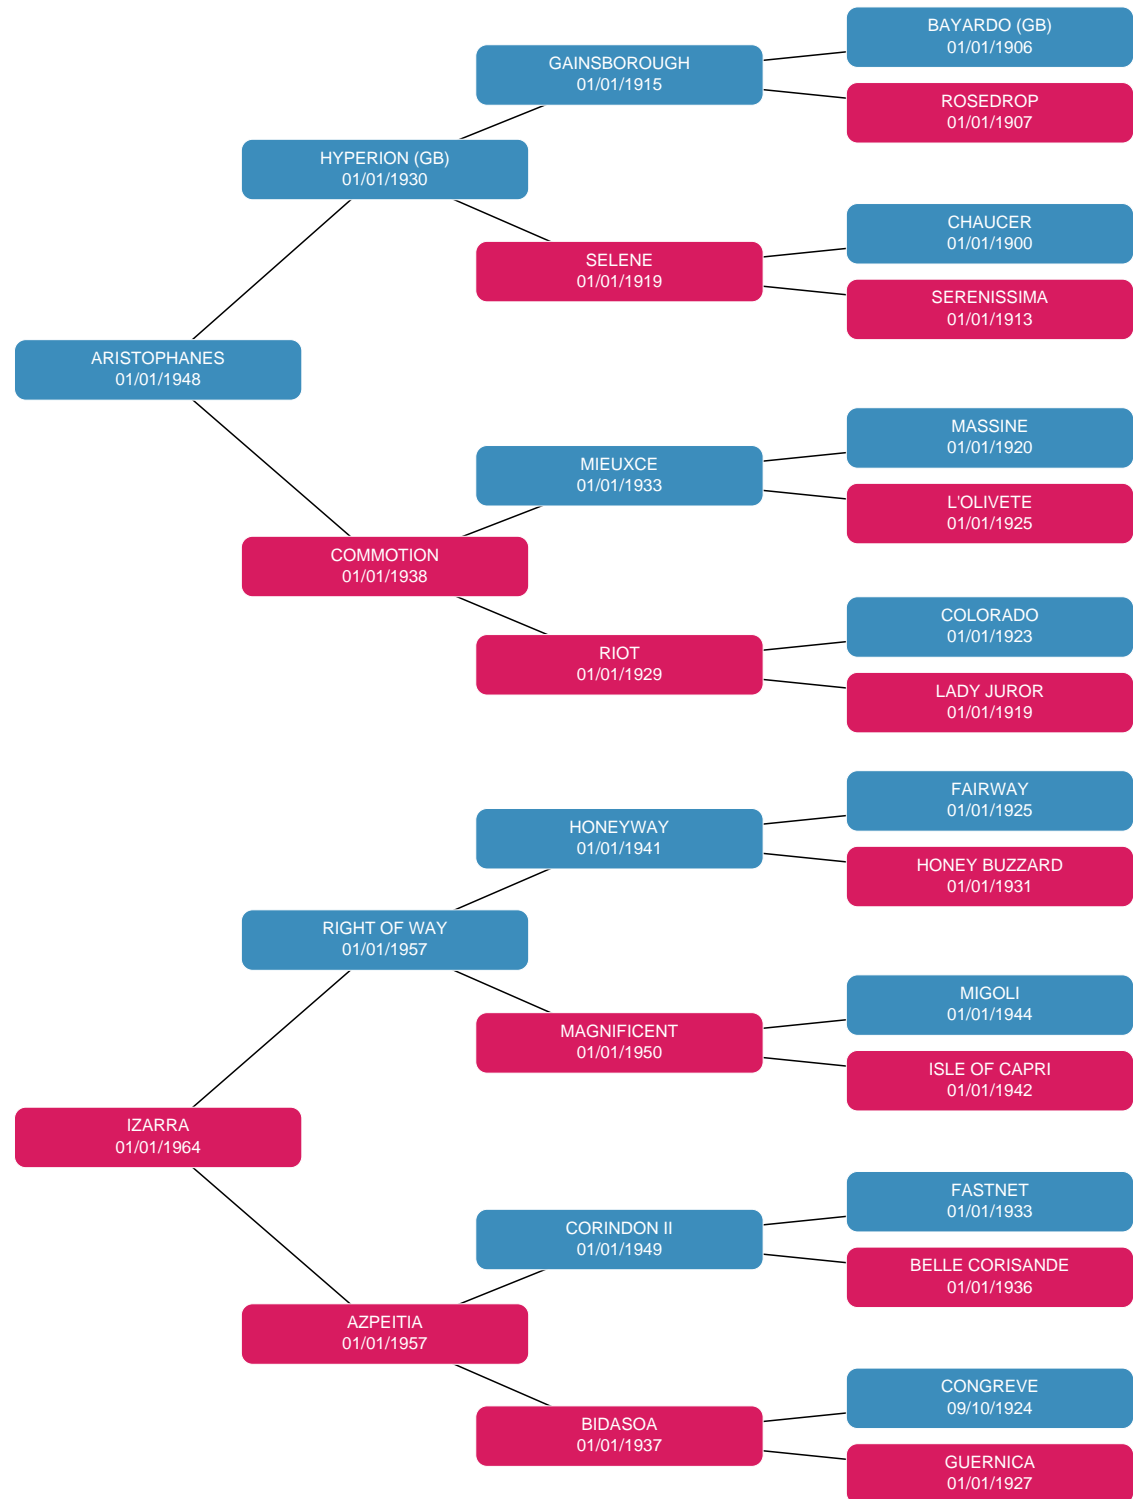 BAYARDO (GB)
01/01/1906
GAINSBOROUGH
01/01/1915
ROSEDROP
01/01/1907
HYPERION (GB)
01/01/1930
CHAUCER
01/01/1900
SELENE
01/01/1919
SERENISSIMA
01/01/1913
ARISTOPHANES
01/01/1948
MASSINE
01/01/1920
MIEUXCE
01/01/1933
L'OLIVETE
01/01/1925
COMMOTION
01/01/1938
COLORADO
01/01/1923
RIOT
01/01/1929
LADY JUROR
01/01/1919
FAIRWAY
01/01/1925
HONEYWAY
01/01/1941
HONEY BUZZARD
01/01/1931
RIGHT OF WAY
01/01/1957
MIGOLI
01/01/1944
MAGNIFICENT
01/01/1950
ISLE OF CAPRI
01/01/1942
IZARRA
01/01/1964
FASTNET
01/01/1933
CORINDON II
01/01/1949
BELLE CORISANDE
01/01/1936
AZPEITIA
01/01/1957
CONGREVE
09/10/1924
BIDASOA
01/01/1937
GUERNICA
01/01/1927